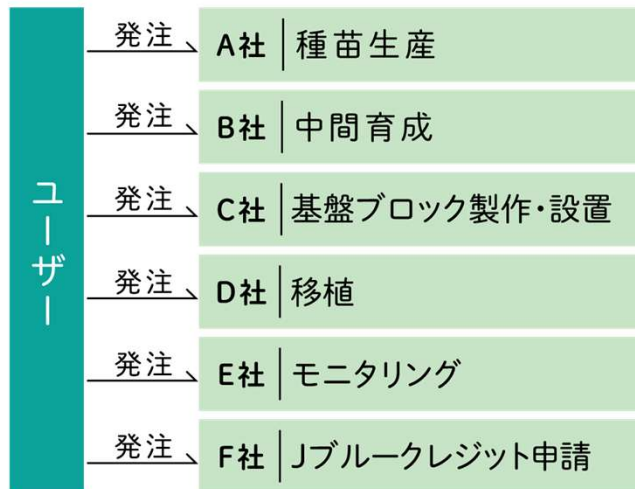 ユーザー
発注
A社
種苗生産
発注
B社
中間育成
発注
C社
基盤ブロック製作・設置
発注
D社
移植
発注
E社
モニタリング
発注
F社
Jブルークレジット申請